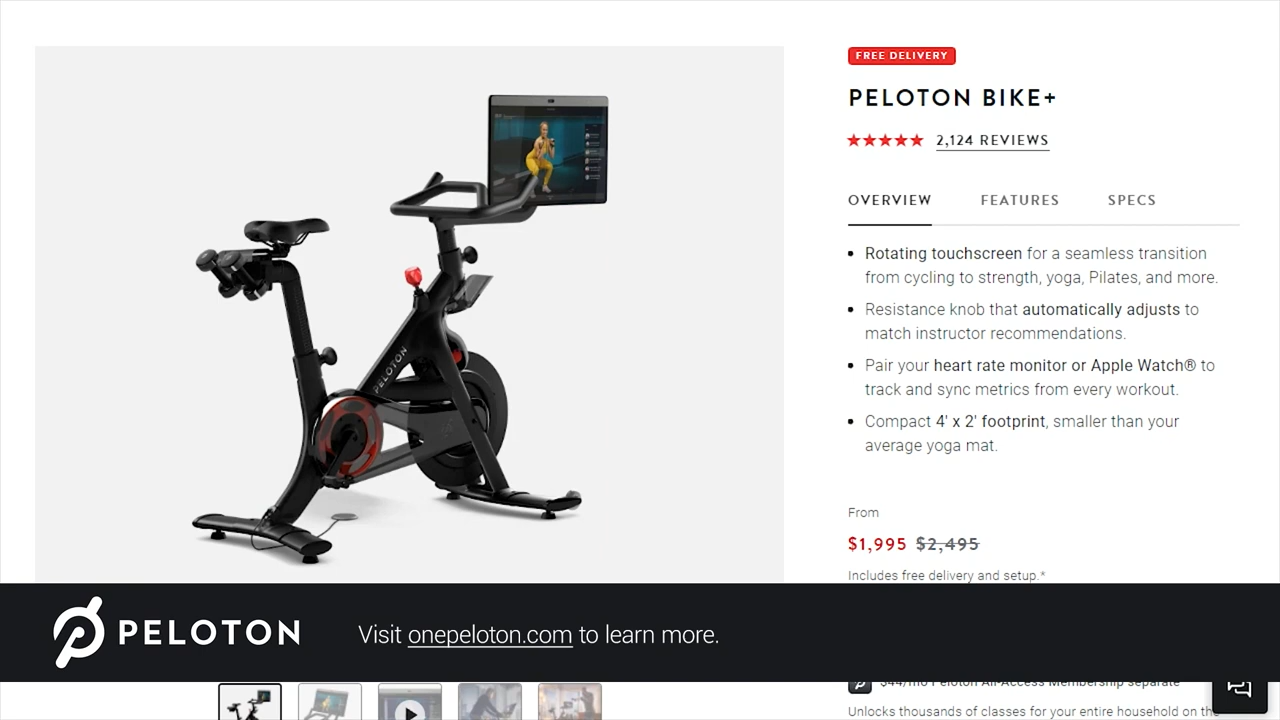 FREE DELIVERY
PELOTON BIKE+
2,124 REVIEWS
OVERVIEW FEATURES SPECS
Rotating touchscreen for a seamless transition
from cycling to strength, yoga, Pilates, and more.
Resistance knob that automatically adjusts to
match instructor recommendations.
Pair your heart rate monitor or Apple Watch® to
track and sync metrics from every workout.
Compact 4' x 2' footprint, smaller than your
average yoga mat.
From
$1,995 $2,495
Includes free delivery and setup.*
PELOTON
PELOTON
Visit onepeloton.com to learn more.
$44/mo Peloton All-Access Membership separate
Unlocks thousands of classes for your entire household on the